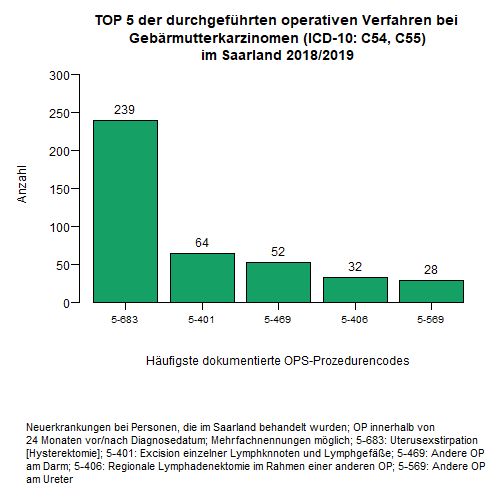 TOP 5 der durchgeführten operativen Verfahren bei
Gebärmutterkarzinomen (ICD-10: C54, C55)
im Saarland 2018/2019
Anzahl
300
250
200
150
100
50
0
239
64
52
32
28
5-683
5-401
5-469
5-406
5-569
Häufigste dokumentierte OPS-Prozedurencodes
Neuerkrankungen bei Personen, die im Saarland behandelt wurden; OP innerhalb von
24 Monaten vor/nach Diagnosedatum; Mehrfachnennungen möglich; 5-683: Uterusexstirpation
[Hysterektomie]; 5-401: Excision einzelner Lymphknnoten und Lymphgefäße; 5-469: Andere OP
am Darm; 5-406: Regionale Lymphadenektomie im Rahmen einer anderen OP; 5-569: Andere OP
am Ureter